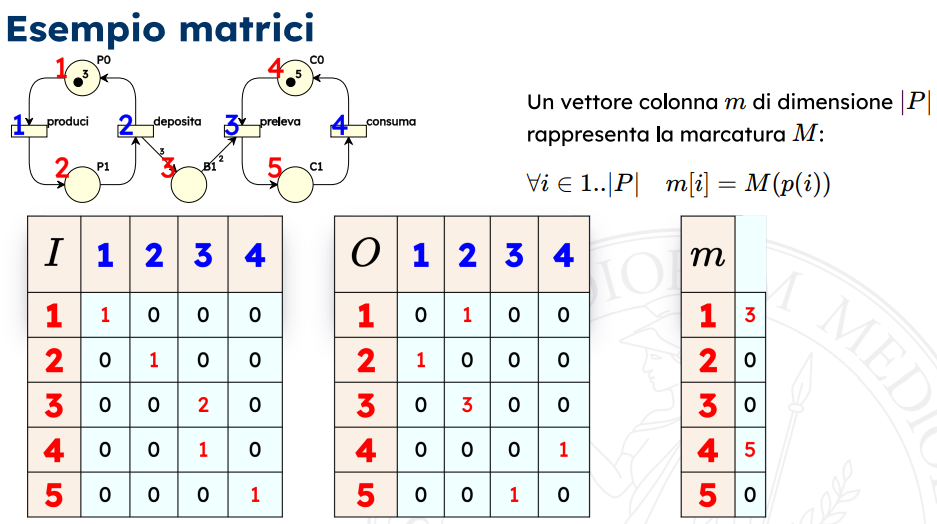 Esempio matrici
1 3 P0
4 5 C0
1 produci
2 deposita
3 preleva
4 consuma
2 P1
3
3 B1 2
5 C1
Un vettore colonna m di dimensione |P|
rappresenta la marcatura M:
∀i ∈ 1..|P| m[i] = M(p(i))
I 1 2 3 4
1 1 0 0 0
2 0 1 0 0
3 0 0 2 0
4 0 0 1 0
5 0 0 0 1
O 1 2 3 4
1 0 1 0 0
2 1 0 0 0
3 0 3 0 0
4 0 0 0 1
5 0 0 1 0
m
1 3
2 0
3 0
4 5
5 0
DIOLANUM MEDIO